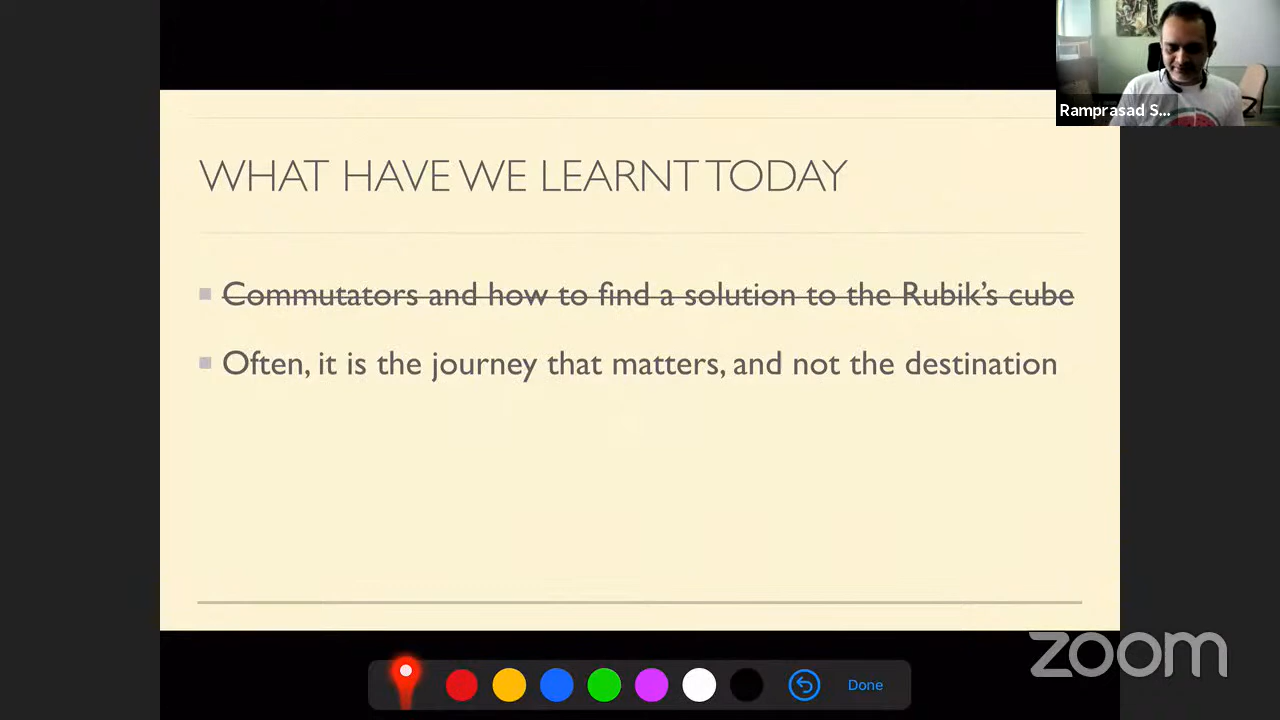 Ramprasad S...
WHAT HAVE WE LEARNT TODAY
Commutators and how to find a solution to the Rubik's cube
Often, it is the journey that matters, and not the destination
zoom
Done